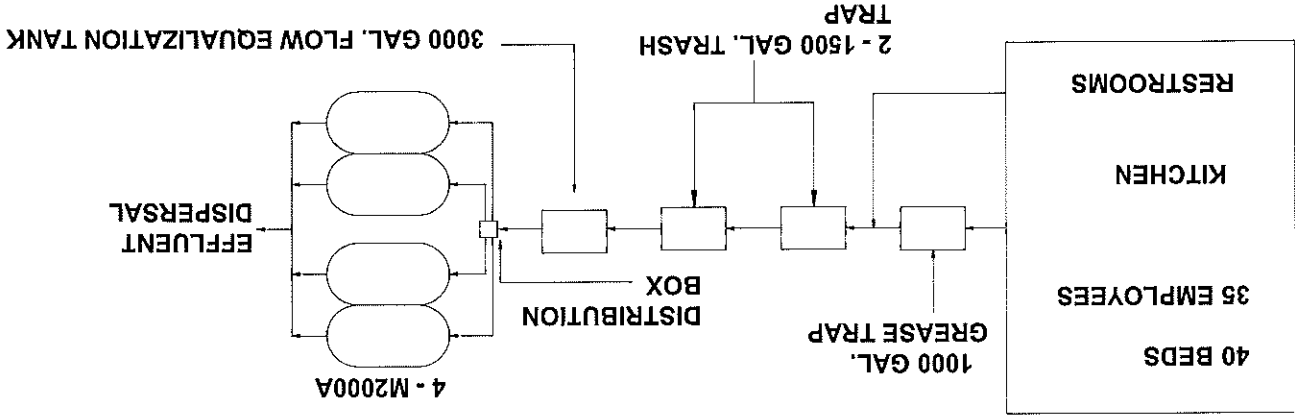 40 BEDS
35 EMPLOYEES
KITCHEN
RESTROOMS
1000 GAL.
GREASE TRAP
2 - 1500 GAL. TRASH
TRAP
DISTRIBUTION
BOX
3000 GAL. FLOW EQUALIZATION TANK
4 - M2000A
EFFLUENT
DISPERSAL